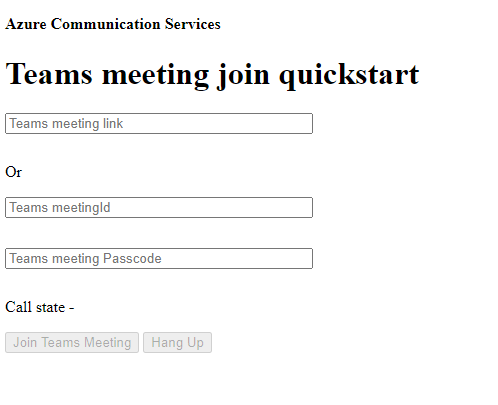 Azure Communication Services
Teams meeting join quickstart
Teams meeting link
Or
Teams meetingId
Teams meeting Passcode
Call state -
Join Teams Meeting Hang Up